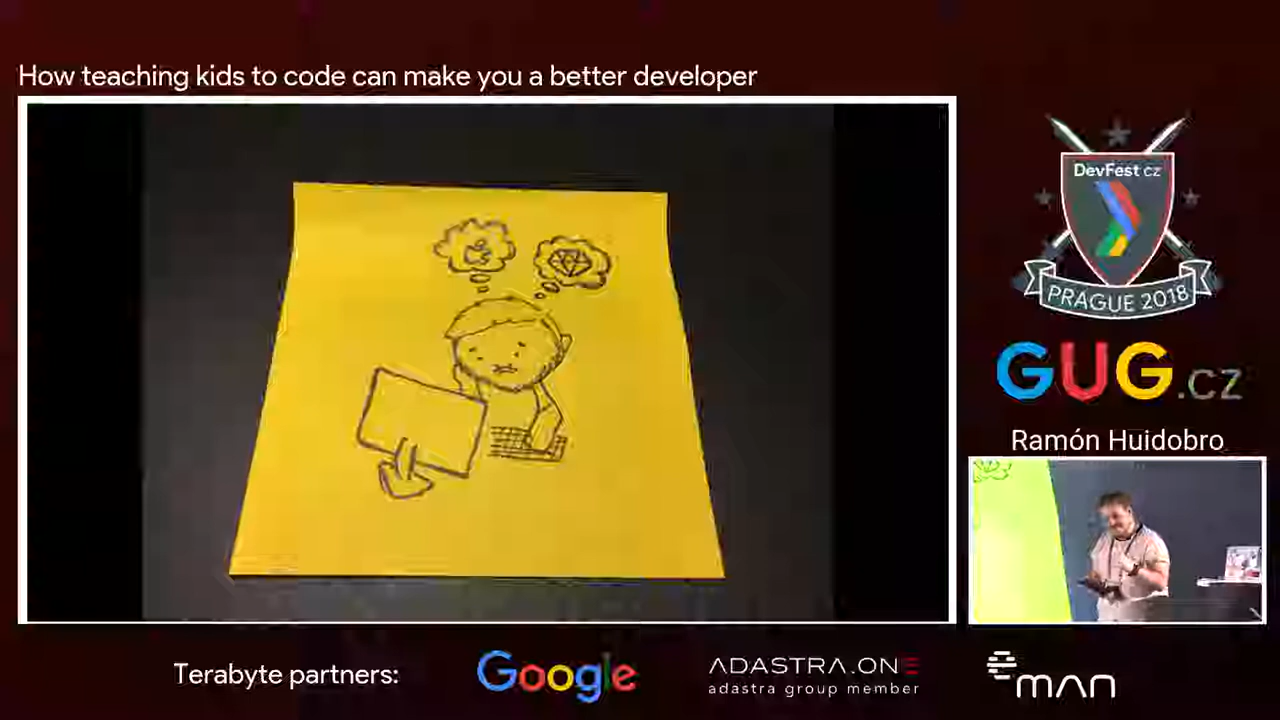 How teaching kids to code can make you a better developer
DevFest cz
PRAGUE 2018
GUG.cz
Ramón Huidobro
Terabyte partners:
Google
ADASTRA.ONE
adastra group member
eMAN